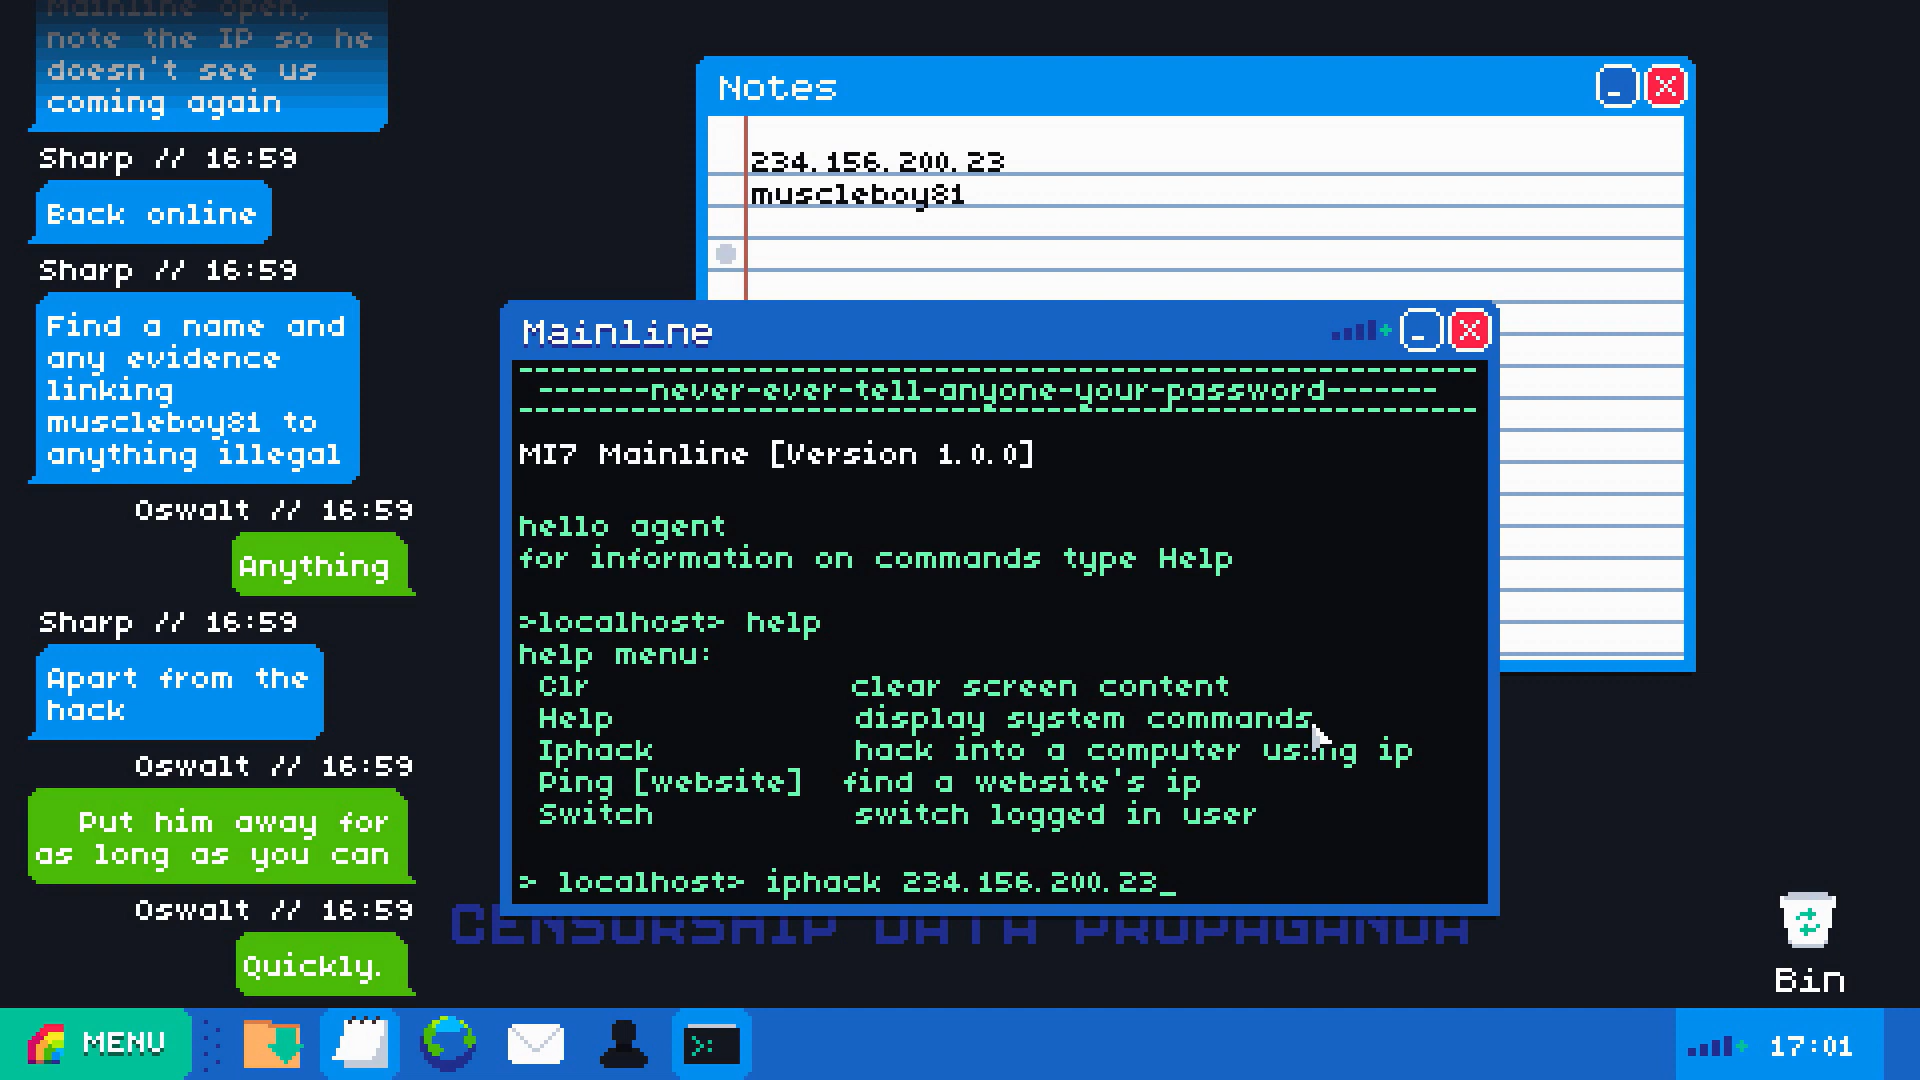 Mainline open,
note the IP so he
doesn't see us
coming again
Sharp // 16:59
Back online
Sharp // 16:59
Find a name and
any evidence
linking
muscleboy81 to
anything illegal
Oswalt // 16:59
Anything
Sharp // 16:59
Apart from the
hack
Oswalt // 16:59
Put him away for
as long as you can
Oswalt // 16:59
Quickly.
Notes
234.156.200.23
muscleboy81
Mainline
-------never-ever-tell-anyone-your-password-------
MI7 Mainline [Version 1.0.0]
hello agent
for information on commands type Help
>localhost> help
help menu:
Clr clear screen content
Help display system commands
Iphack hack into a computer using ip
Ping [website] find a website's ip
Switch switch logged in user
> localhost> iphack 234.156.200.23_
CENSORSHIP DATA PROPAGANDA
Bin
MENU
17:01